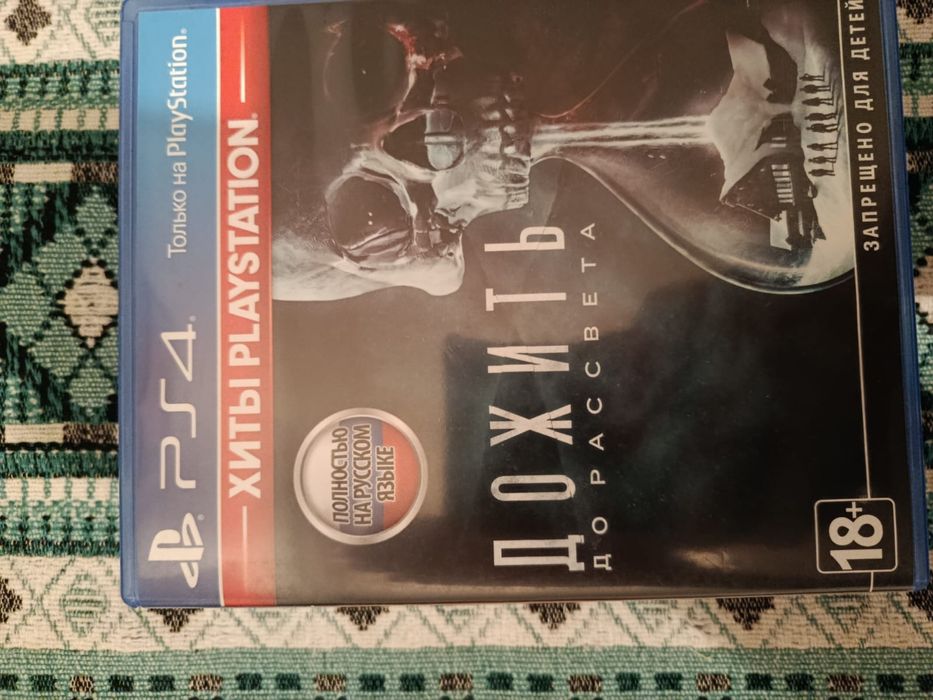 PS4
Только на PlayStation
ХИТЫ PLAYSTATION
ПОЛНОСТЬЮ
НА РУССКОМ
ЯЗЫКЕ
ДОЖИТЬ
ДО РАССВЕТА
18+
ЗАПРЕЩЕНО ДЛЯ ДЕТЕЙ